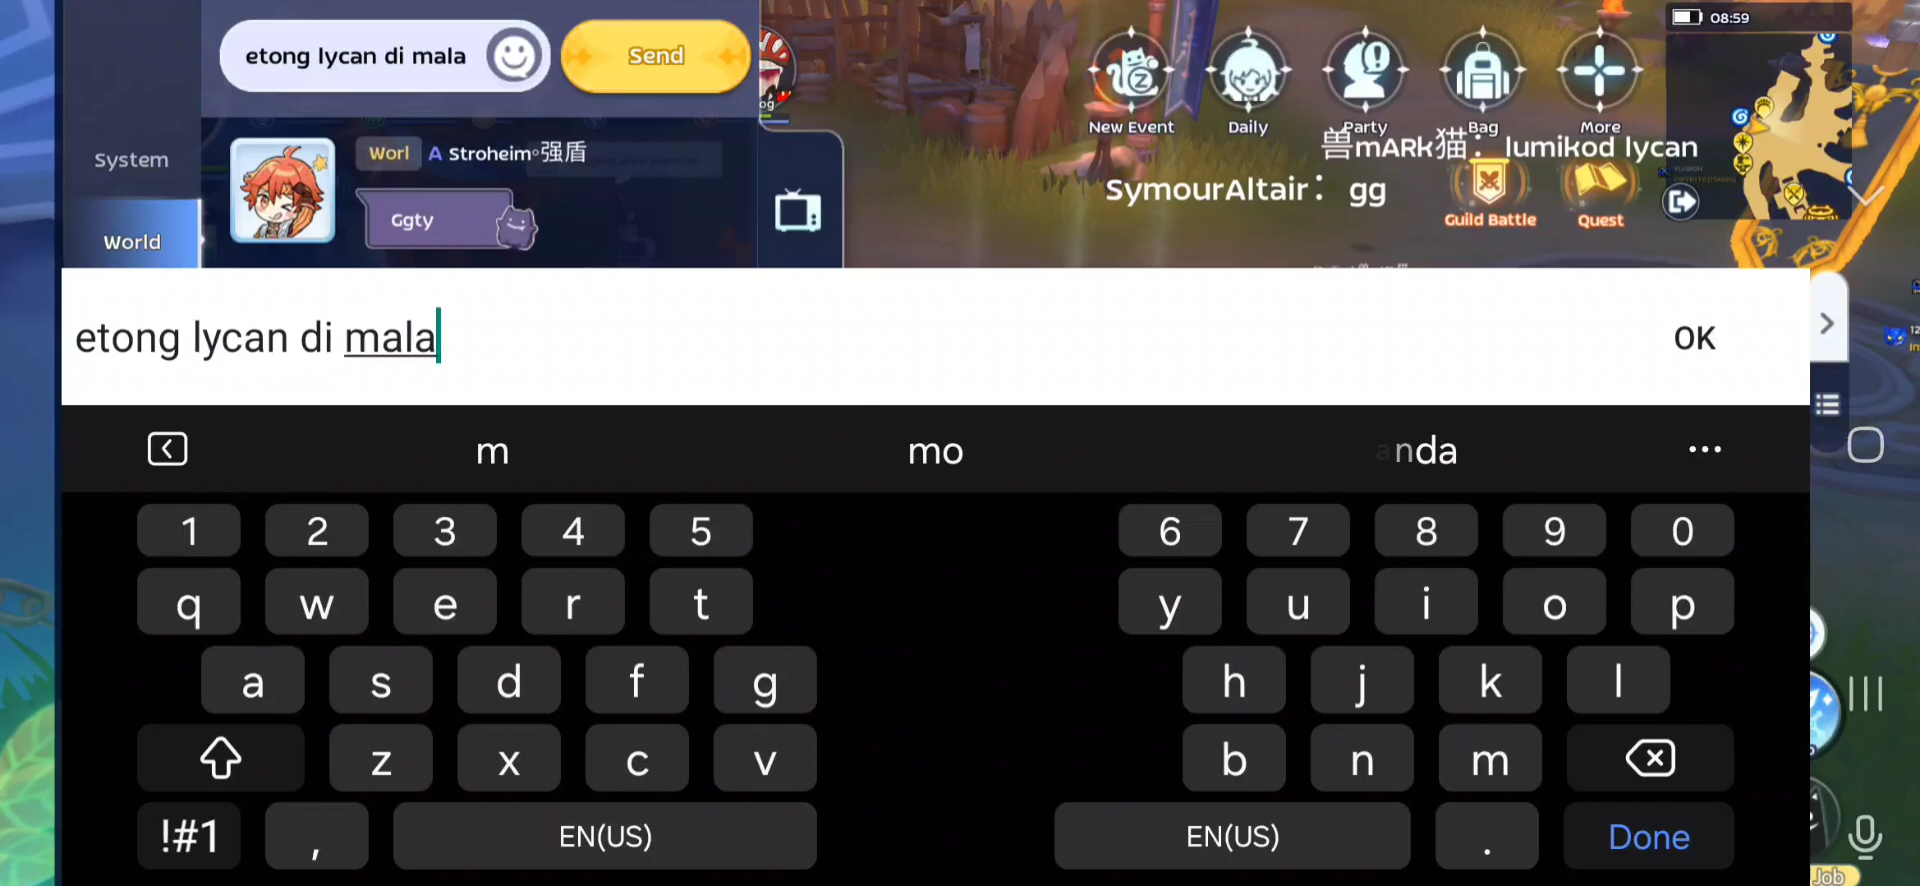 etong lycan di mala
Send
08:59
System
World
Worl A Stroheim◦强盾
Ggty
New Event
Daily
Party
Bag
More
兽mARk猫：lumikod lycan
SymourAltair：gg
Guild Battle
Quest
etong lycan di mala
OK
m
mo
anda
1 2 3 4 5 6 7 8 9 0
q w e r t y u i o p
a s d f g h j k l
z x c v b n m
!#1 , EN(US) EN(US) . Done
Job